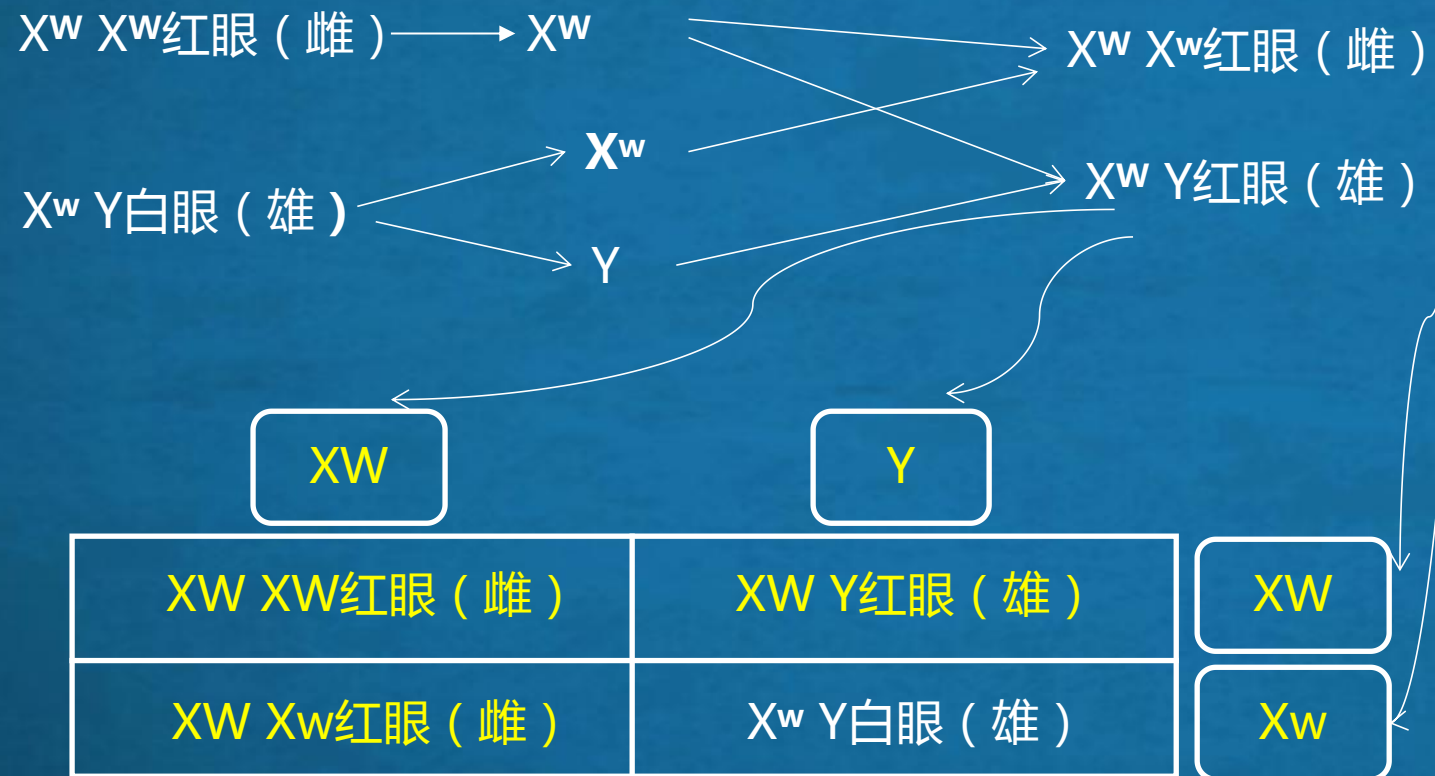 Xᵂ Xᵂ红眼（雌）
Xᵂ
Xᵂ Xʷ红眼（雌）
Xʷ
Xᵂ Y红眼（雄）
Xʷ Y白眼（雄）
Y
XW
Y
XW XW红眼（雌）
XW Y红眼（雄）
XW
XW Xw红眼（雌）
Xʷ Y白眼（雄）
Xw